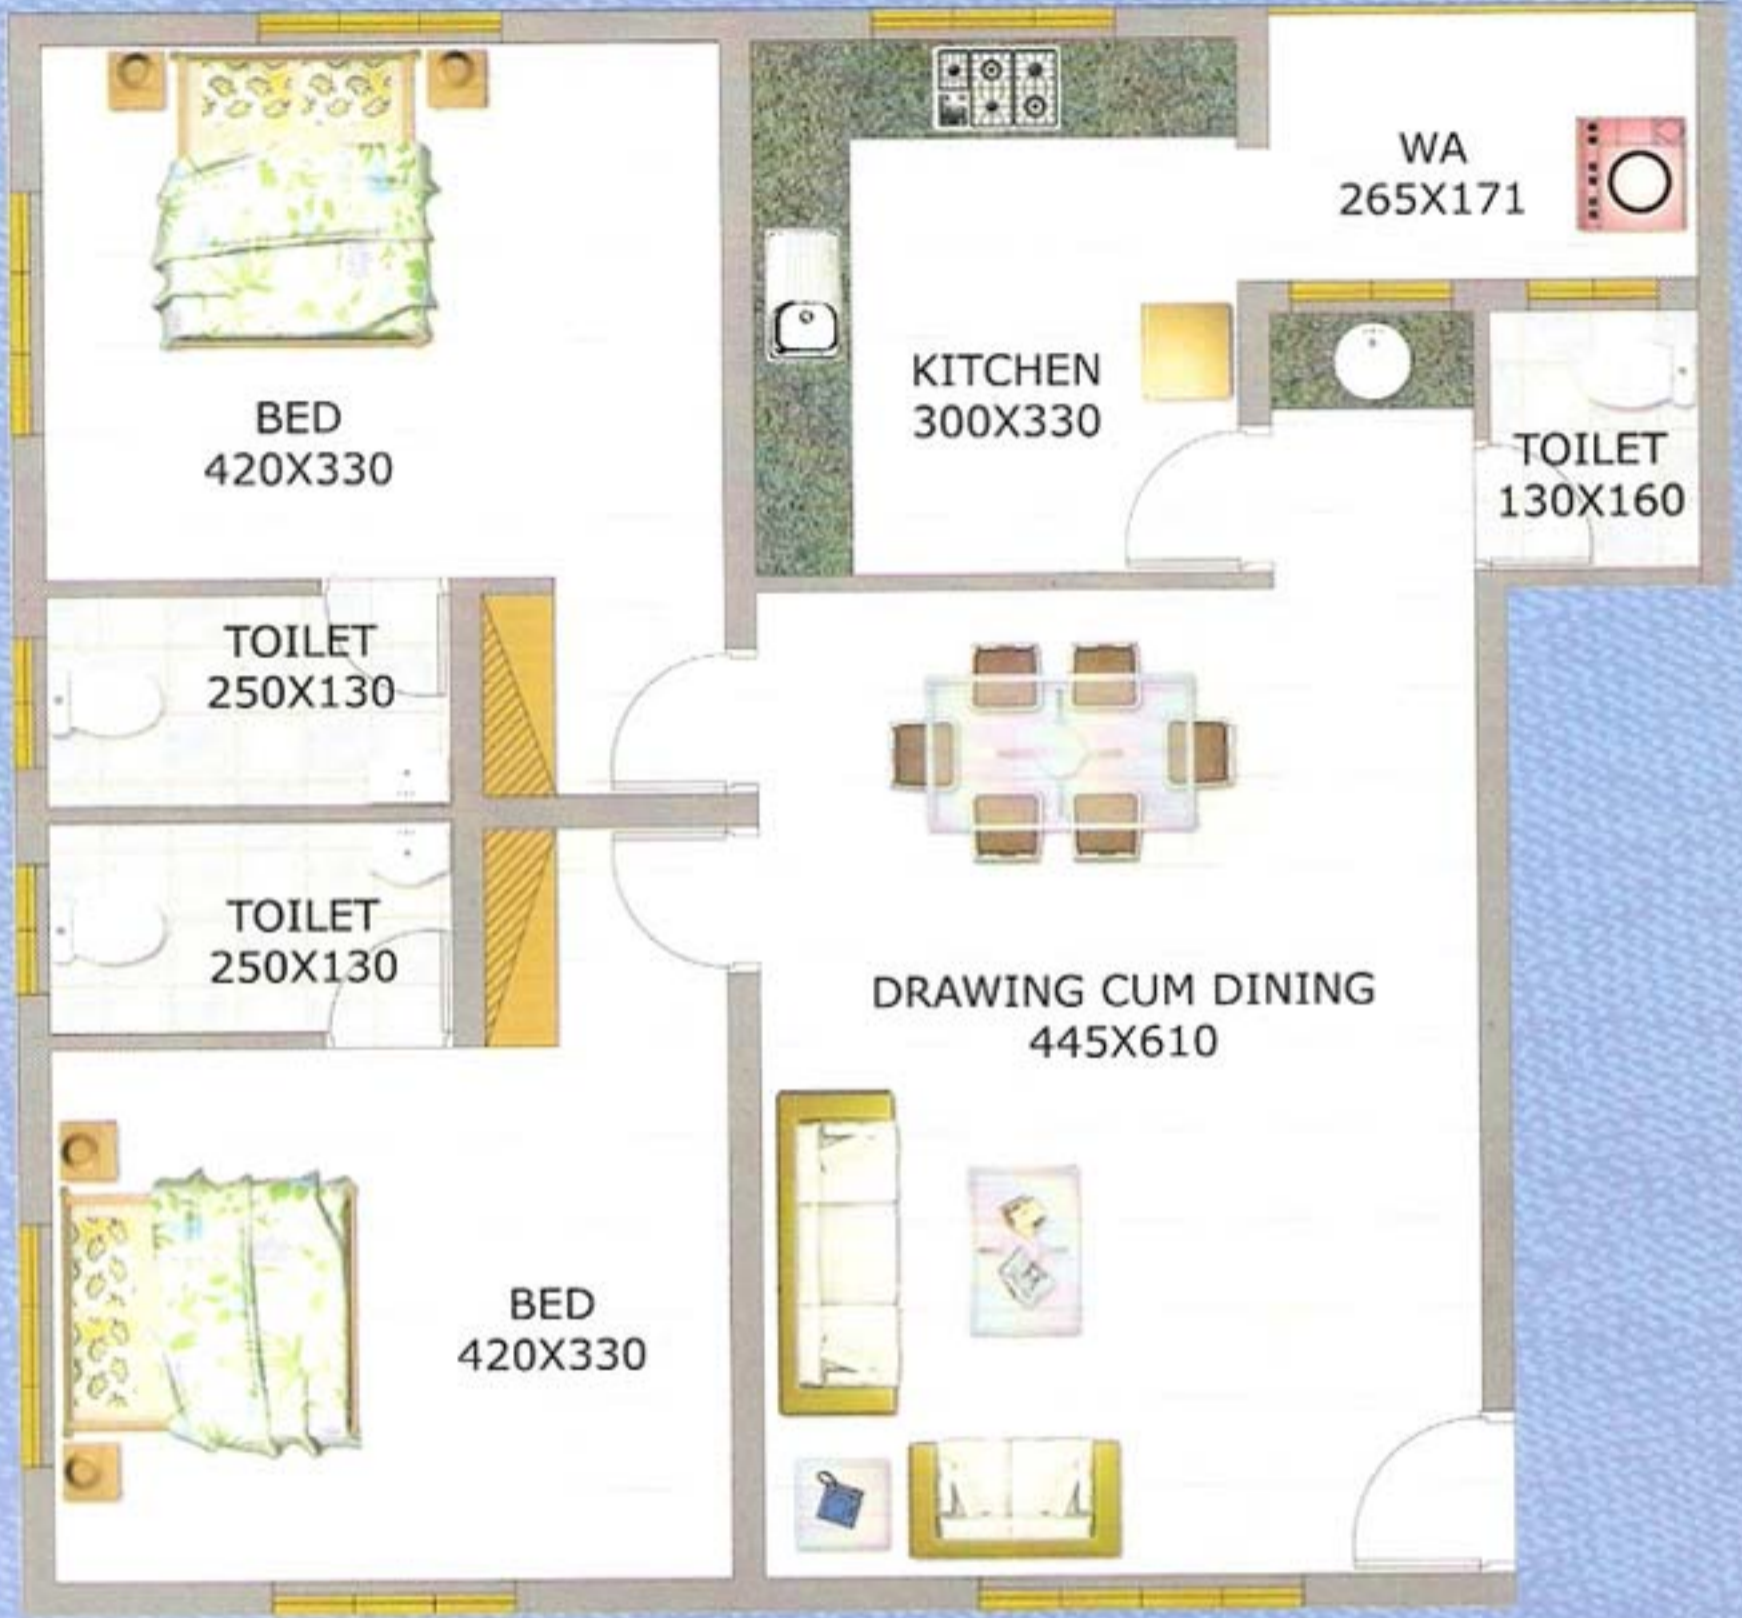 WA
265X171
KITCHEN
300X330
BED
420X330
TOILET
130X160
TOILET
250X130
TOILET
250X130
DRAWING CUM DINING
445X610
BED
420X330